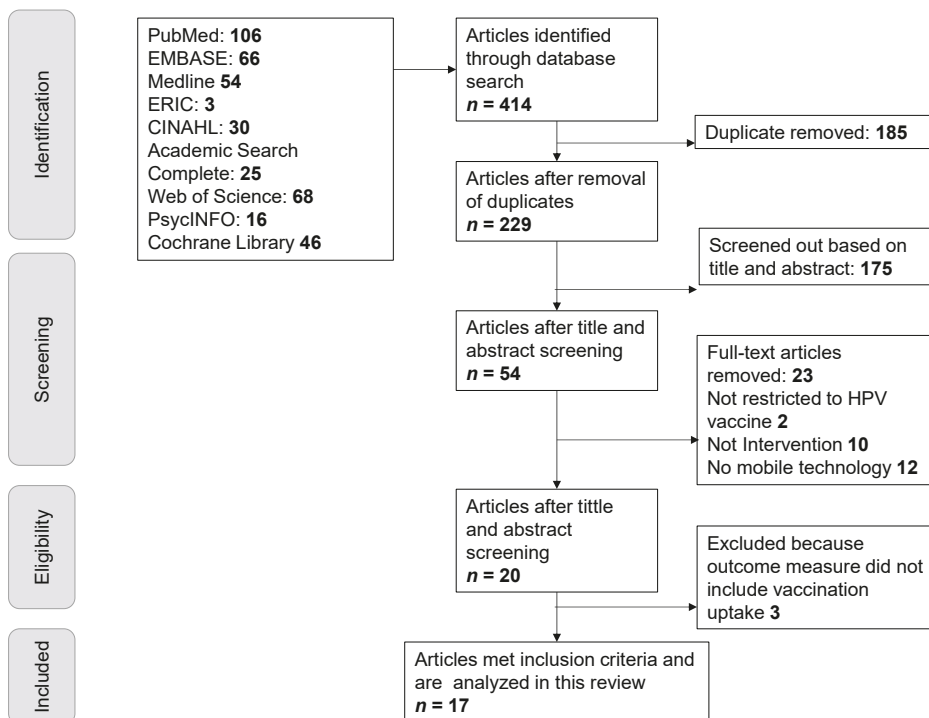 Identification
PubMed: 106
EMBASE: 66
Medline 54
ERIC: 3
CINAHL: 30
Academic Search
Complete: 25
Web of Science: 68
PsycINFO: 16
Cochrane Library 46
Articles identified
through database
search
n = 414
Duplicate removed: 185
Articles after removal
of duplicates
n = 229
Screening
Screened out based on
title and abstract: 175
Articles after title and
abstract screening
n = 54
Full-text articles
removed: 23
Not restricted to HPV
vaccine 2
Not Intervention 10
No mobile technology 12
Eligibility
Articles after tittle
and abstract
screening
n = 20
Excluded because
outcome measure did not
include vaccination
uptake 3
Included
Articles met inclusion criteria and
are analyzed in this review
n = 17